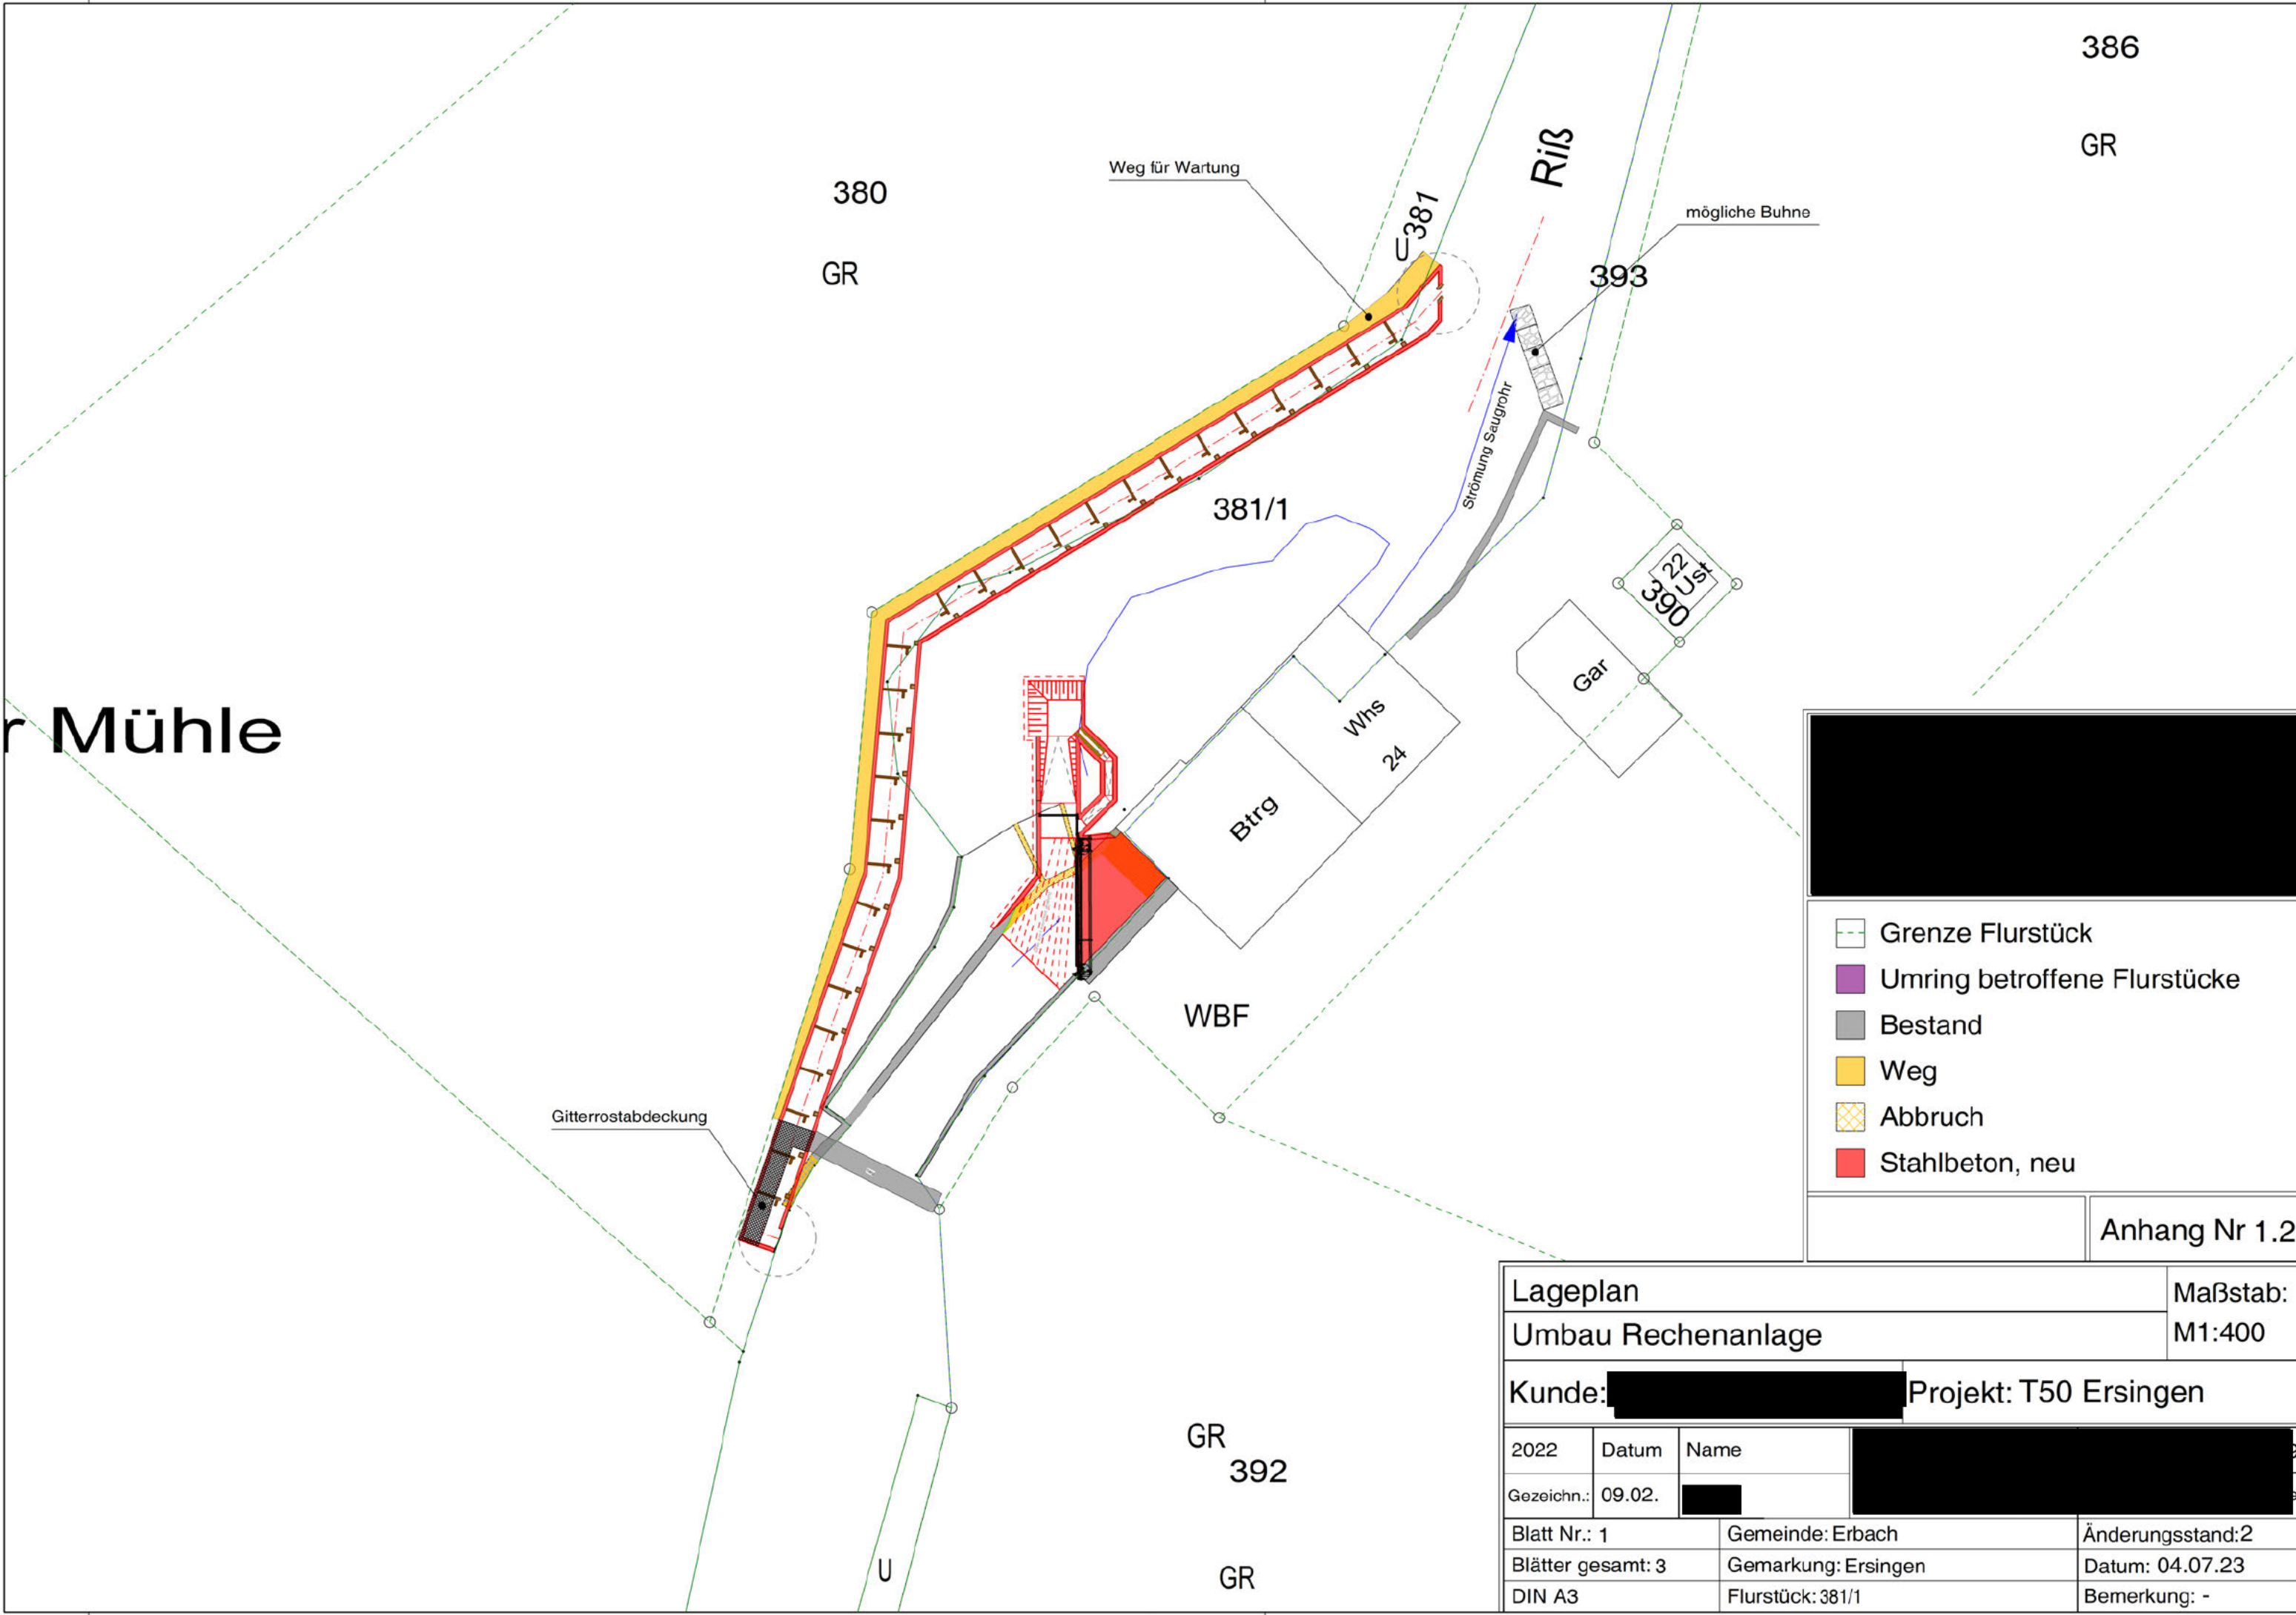 386
GR
Riß
Weg für Wartung
380
381
U
mögliche Buhne
GR
393
Strömung Saugrohr
381/1
22
Ust
390
Gar
r Mühle
Whs
24
Btrg
WBF
Gitterrostabdeckung
GR
392
U
GR
Grenze Flurstück
Umring betroffene Flurstücke
Bestand
Weg
Abbruch
Stahlbeton, neu
Anhang Nr 1.2
Lageplan
Maßstab:
Umbau Rechenanlage
M1:400
Kunde:
Projekt: T50 Ersingen
2022 Datum Name
Gezeichn.: 09.02.
Blatt Nr.: 1 Gemeinde: Erbach Änderungsstand:2
Blätter gesamt: 3 Gemarkung: Ersingen Datum: 04.07.23
DIN A3 Flurstück: 381/1 Bemerkung: -